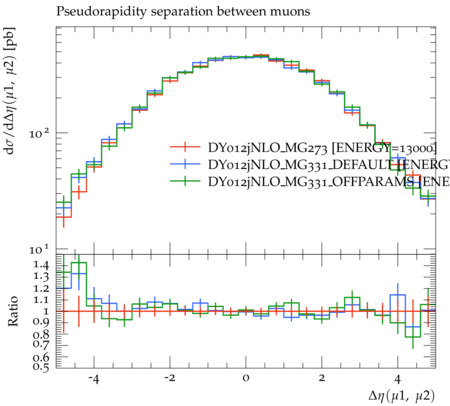 Pseudorapidity separation between muons
dσ/dΔη(μ1, μ2) [pb]
10²
DY012jNLO_MG273 [ENERGY=13000]
DY012jNLO_MG331_DEFAULT [ENERGY
DY012jNLO_MG331_OFFPARAMS [ENE
10¹
Ratio
1.4
1.3
1.2
1.1
1
0.9
0.8
0.7
0.6
0.5
-4 -2 0 2 4
Δη(μ1, μ2)